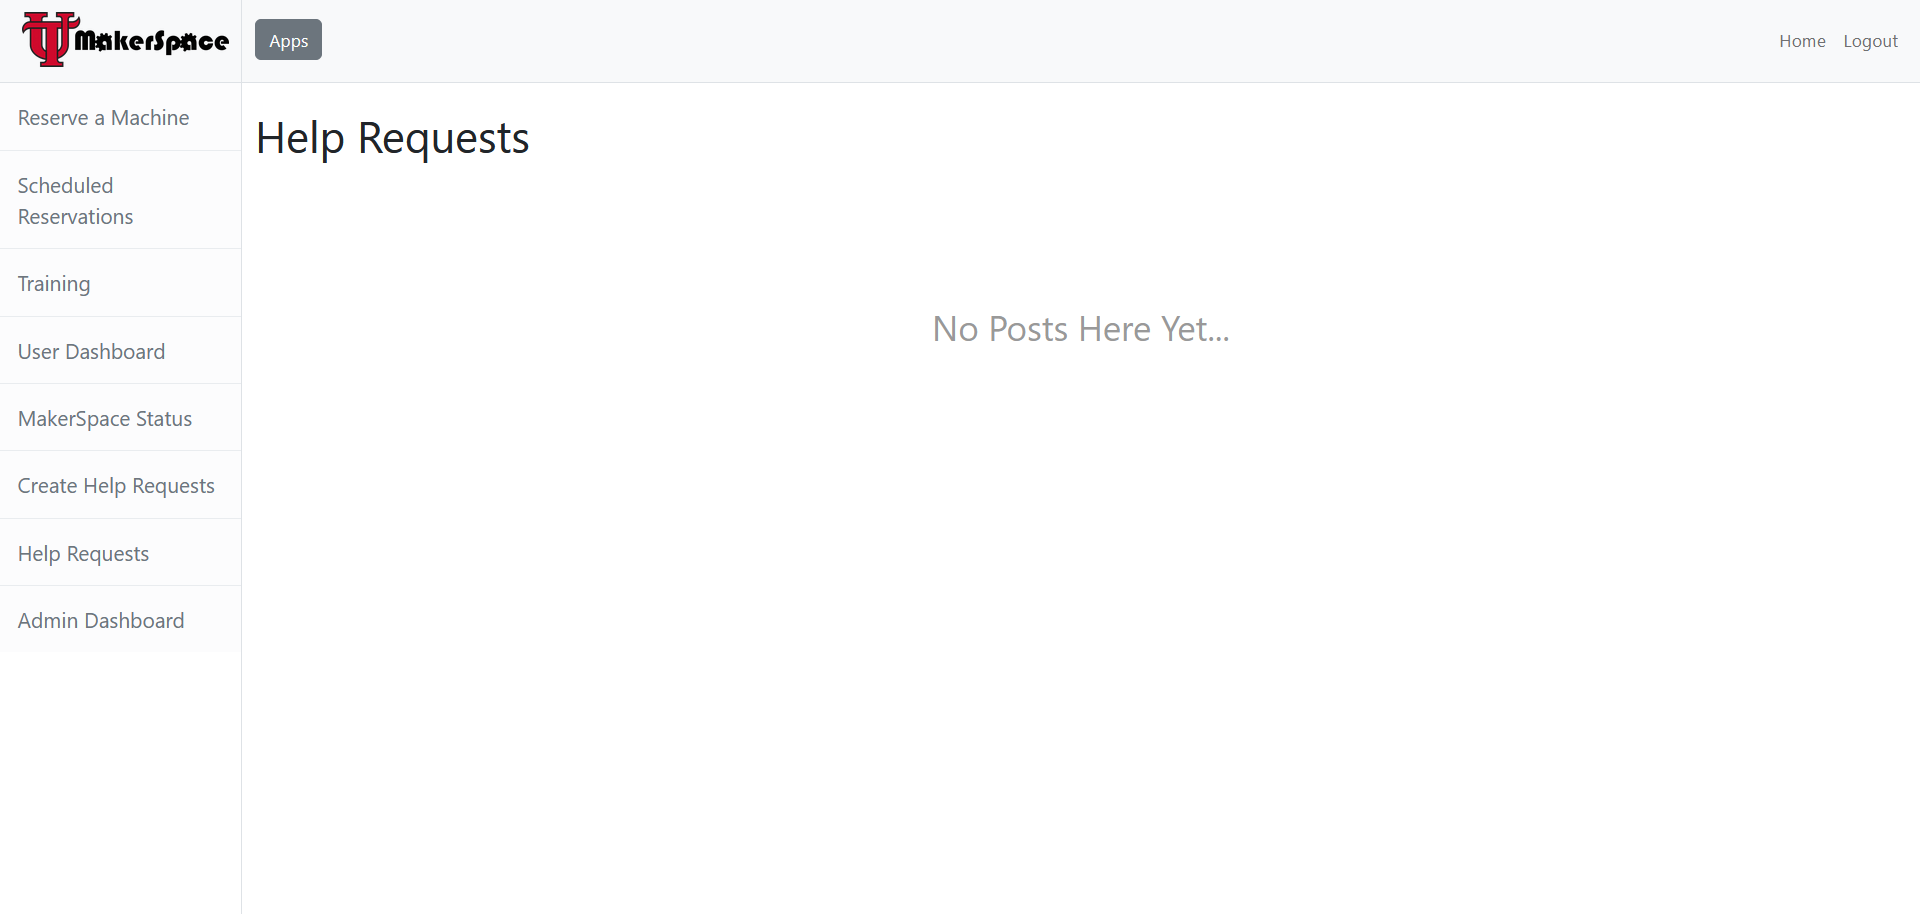 MakerSpace
Apps
Home
Logout
Reserve a Machine
Scheduled
Reservations
Training
User Dashboard
MakerSpace Status
Create Help Requests
Help Requests
Admin Dashboard
Help Requests
No Posts Here Yet...